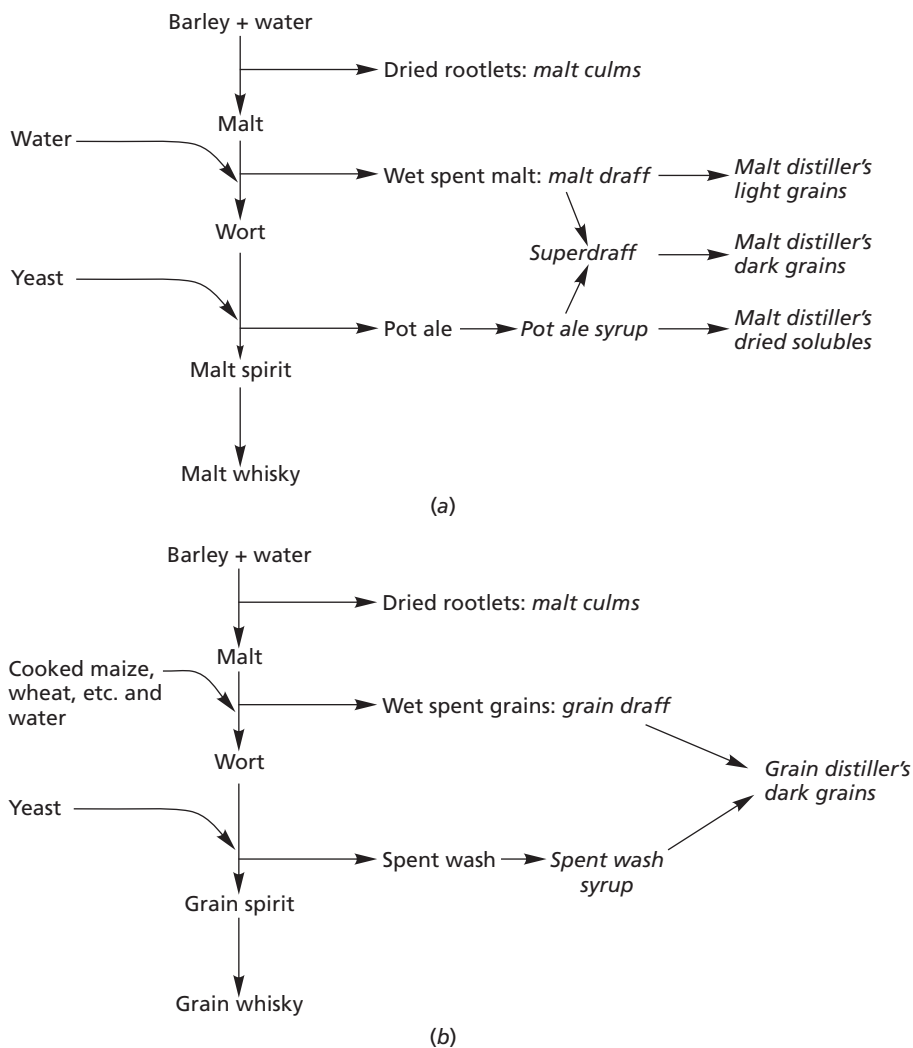 Barley + water
Dried rootlets: malt culms
Malt
Water
Wet spent malt: malt draff
Malt distiller's
light grains
Wort
Superdraff
Malt distiller's
dark grains
Yeast
Pot ale
Pot ale syrup
Malt distiller's
dried solubles
Malt spirit
Malt whisky
(a)
Barley + water
Dried rootlets: malt culms
Malt
Cooked maize,
wheat, etc. and
water
Wet spent grains: grain draff
Wort
Grain distiller's
dark grains
Yeast
Spent wash
Spent wash
syrup
Grain spirit
Grain whisky
(b)